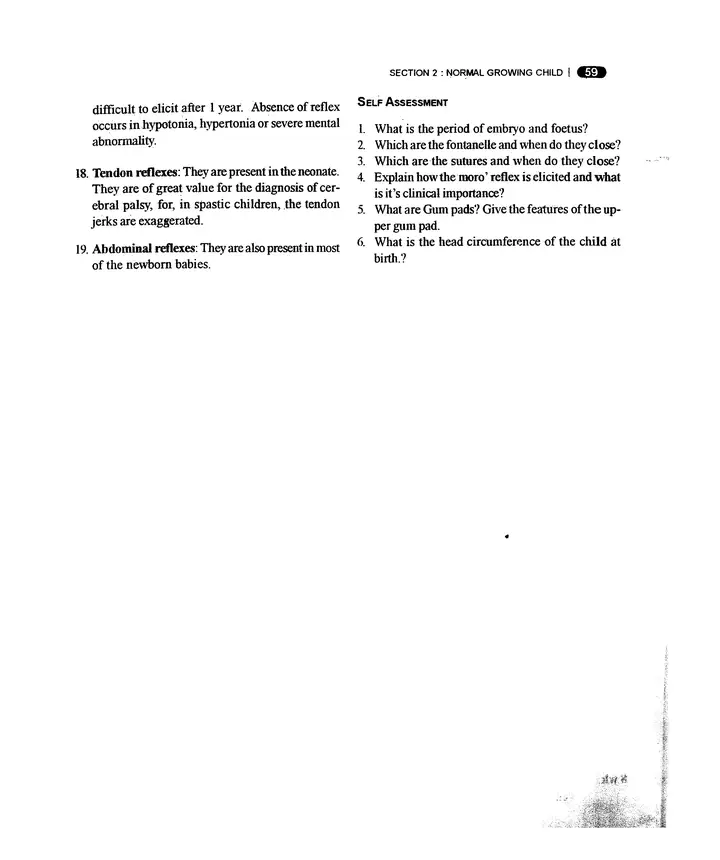 SECTION 2 : NORMAL GROWING CHILD | 59
difficult to elicit after 1 year. Absence of reflex
occurs in hypotonia, hypertonia or severe mental
abnormality.
18. Tendon reflexes: They are present in the neonate.
They are of great value for the diagnosis of cer-
ebral palsy, for, in spastic children, the tendon
jerks are exaggerated.
19. Abdominal reflexes: They are also present in most
of the newborn babies.
SELF ASSESSMENT
1. What is the period of embryo and foetus?
2. Which are the fontanelle and when do they close?
3. Which are the sutures and when do they close?
4. Explain how the moro' reflex is elicited and what
is it's clinical importance?
5. What are Gum pads? Give the features of the up-
per gum pad.
6. What is the head circumference of the child at
birth.?